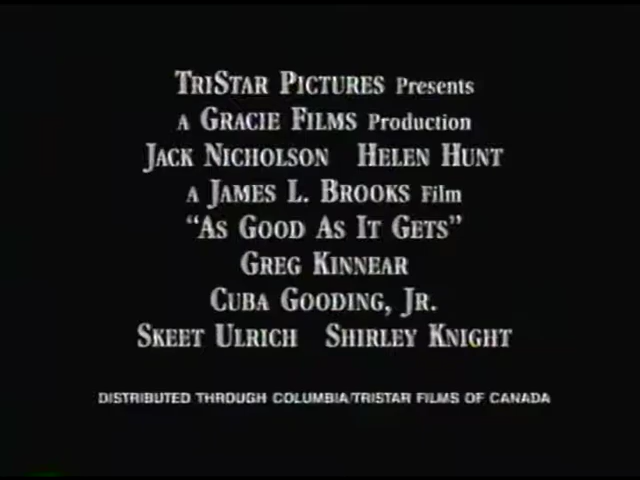 TRISTAR PICTURES Presents
A GRACIE FILMS Production
JACK NICHOLSON HELEN HUNT
A JAMES L. BROOKS Film
“AS GOOD AS IT GETS”
GREG KINNEAR
CUBA GOODING, JR.
SKEET ULRICH SHIRLEY KNIGHT
DISTRIBUTED THROUGH COLUMBIA/TRISTAR FILMS OF CANADA